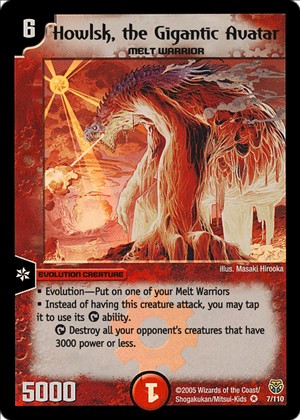 6 Howlsk, the Gigantic Avatar
MELT WARRIOR
illus. Masaki Hirooka
EVOLUTION CREATURE
▪ Evolution—Put on one of your Melt Warriors
▪ Instead of having this creature attack, you may tap
it to use its ability.
Destroy all your opponent's creatures that have
3000 power or less.
5000
1
©2005 Wizards of the Coast/
Shogakukan/Mitsui-Kids 7/110